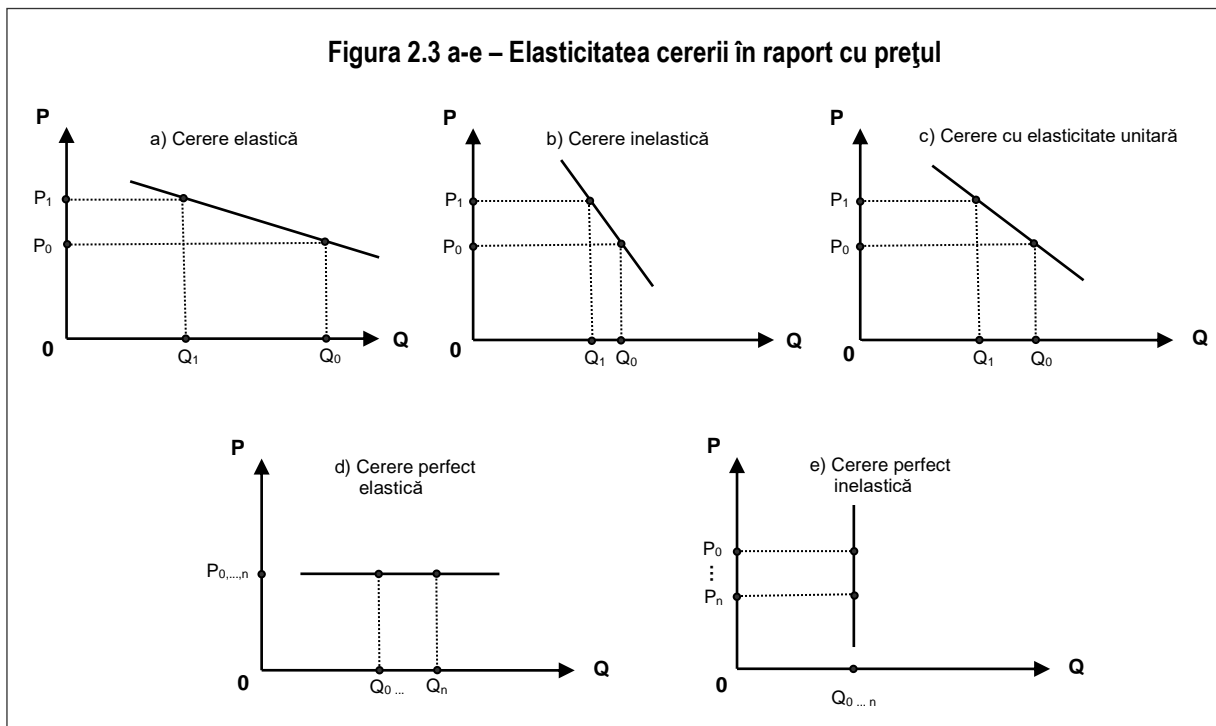 Figura 2.3 a-e – Elasticitatea cererii în raport cu preţul
P
a) Cerere elastică
P1
P0
0
Q1
Q0
Q
P
b) Cerere inelastică
P1
P0
0
Q1
Q0
Q
P
c) Cerere cu elasticitate unitară
P1
P0
0
Q1
Q0
Q
P
d) Cerere perfect
elastică
P0,...,n
0
Q0 ...
Qn
Q
P
e) Cerere perfect
inelastică
P0
...
Pn
0
Q0 ... n
Q